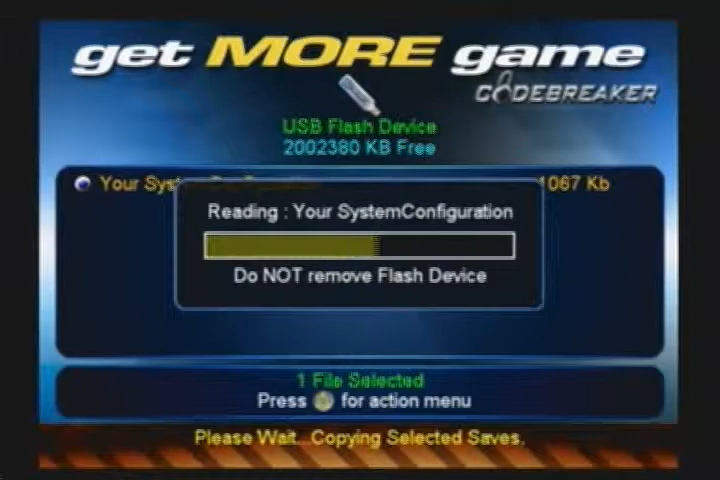 get MORE game
CODEBREAKER
USB Flash Device
2002380 KB Free
Your Sys
1067 Kb
Reading : Your SystemConfiguration
Do NOT remove Flash Device
1 File Selected
Press for action menu
Please Wait...Copying Selected Saves.